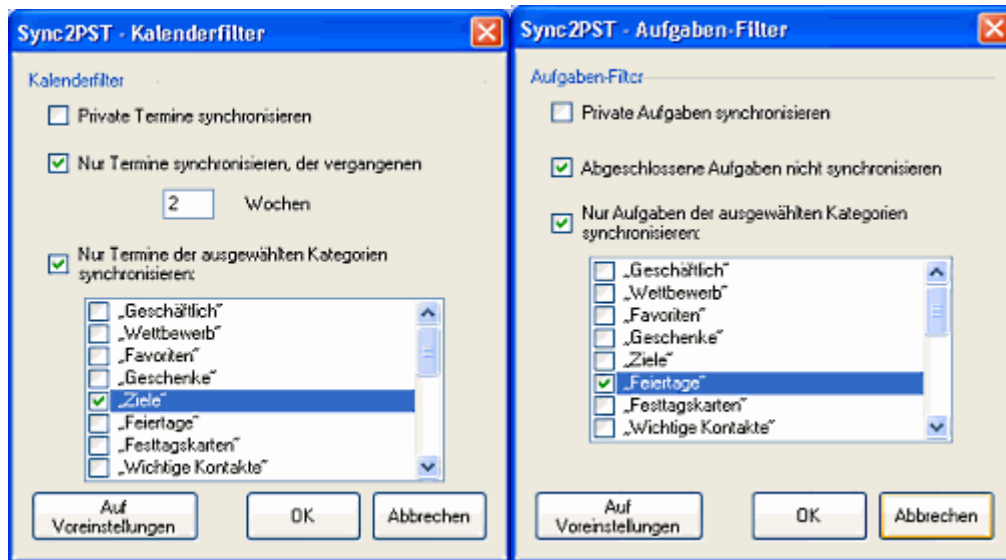 Sync2PST - Kalenderfilter
Kalenderfilter
Private Termine synchronisieren
Nur Termine synchronisieren, der vergangenen
2 Wochen
Nur Termine der ausgewählten Kategorien
synchronisieren:
„Geschäftlich“
„Wettbewerb“
„Favoriten“
„Geschenke“
„Ziele“
„Feiertage“
„Festtagskarten“
„Wichtige Kontakte“
Auf
Voreinstellungen
OK
Abbrechen
Sync2PST - Aufgaben-Filter
Aufgaben-Filter
Private Aufgaben synchronisieren
Abgeschlossene Aufgaben nicht synchronisieren
Nur Aufgaben der ausgewählten Kategorien
synchronisieren:
„Geschäftlich“
„Wettbewerb“
„Favoriten“
„Geschenke“
„Ziele“
„Feiertage“
„Festtagskarten“
„Wichtige Kontakte“
Auf
Voreinstellungen
OK
Abbrechen